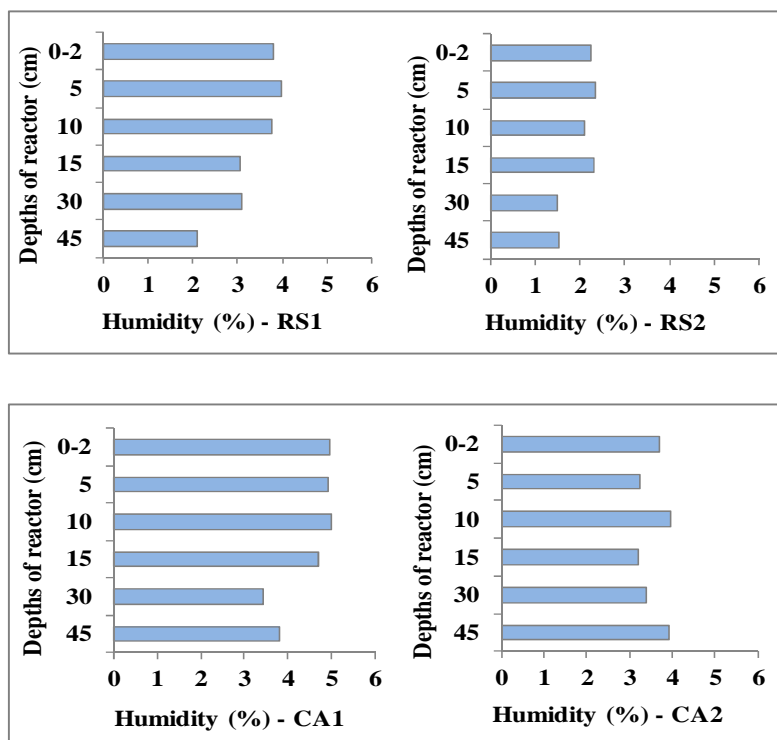 Depths of reactor (cm)
0-2
5
10
15
30
45
0 1 2 3 4 5 6
Humidity (%) - RS1
Depths of reactor (cm)
0-2
5
10
15
30
45
0 1 2 3 4 5 6
Humidity (%) - RS2
Depths of reactor (cm)
0-2
5
10
15
30
45
0 1 2 3 4 5 6
Humidity (%) - CA1
Depths of reactor (cm)
0-2
5
10
15
30
45
0 1 2 3 4 5 6
Humidity (%) - CA2